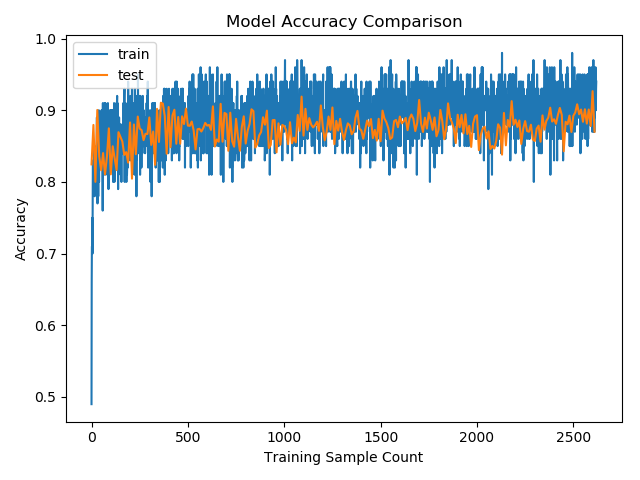 Model Accuracy Comparison
train
test
1.0
0.9
0.8
0.7
0.6
0.5
Accuracy
0
500
1000
1500
2000
2500
Training Sample Count